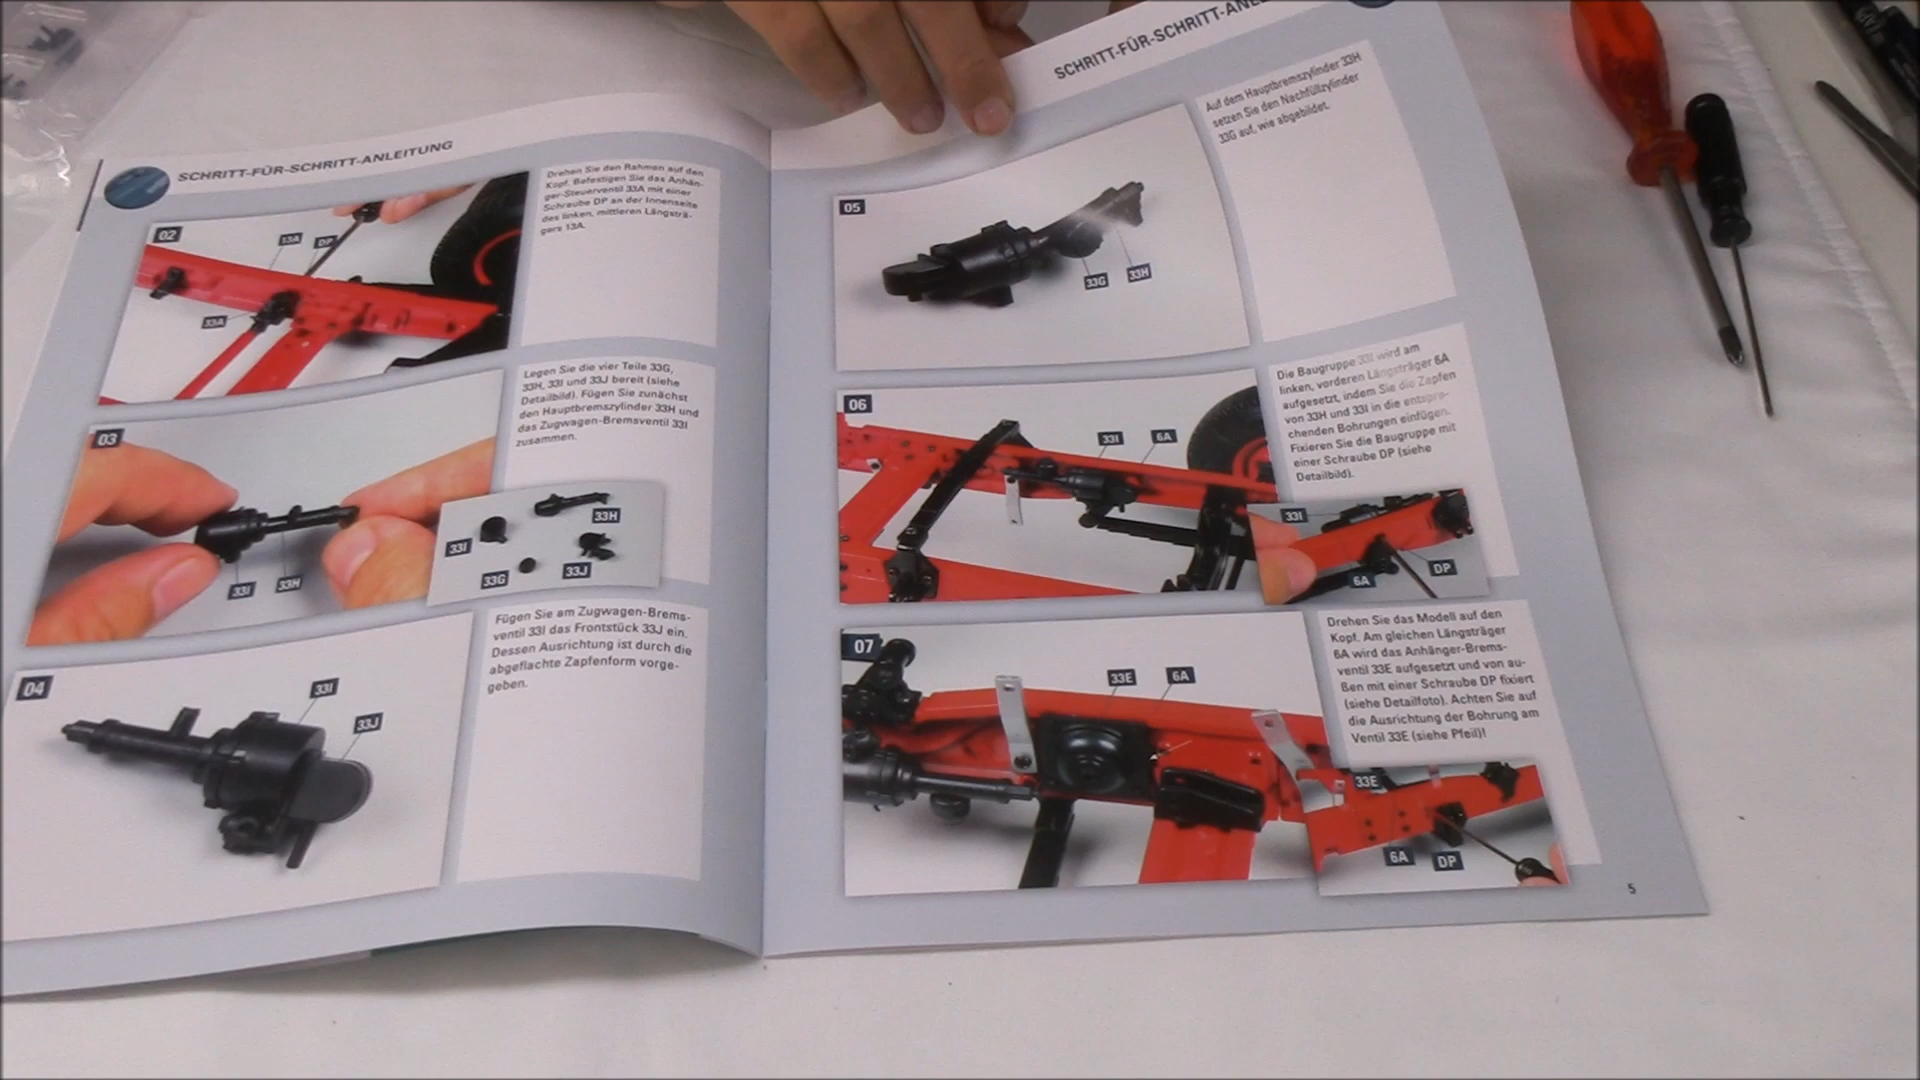 SCHRITT-FÜR-SCHRITT-ANLEITUNG
02
13A
DP
33A
Drehen Sie den Rahmen auf den
Kopf. Befestigen Sie das Anhän-
ger-Steuerventil 33A mit einer
Schraube DP an der Innenseite
des linken, mittleren Längsträ-
gers 13A.
03
33I
33H
Legen Sie die vier Teile 33G,
33H, 33I und 33J bereit (siehe
Detailbild). Fügen Sie zunächst
den Hauptbremszylinder 33H und
das Zugwagen-Bremsventil 33I
zusammen.
33H
33I
33G
33J
04
33I
33J
Fügen Sie am Zugwagen-Brems-
ventil 33I das Frontstück 33J ein.
Dessen Ausrichtung ist durch die
abgeflachte Zapfenform vorge-
geben.
SCHRITT-FÜR-SCHRITT-ANLE
05
33G
33H
Auf dem Hauptbremszylinder 33H
setzen Sie den Nachfüllzylinder
33G auf, wie abgebildet.
06
33I
6A
Die Baugruppe 33I wird am
linken, vorderen Längsträger 6A
aufgesetzt, indem Sie die Zapfen
von 33H und 33I in die entspre-
chenden Bohrungen einfügen.
Fixieren Sie die Baugruppe mit
einer Schraube DP (siehe
Detailbild).
33I
6A
DP
07
33E
6A
Drehen Sie das Modell auf den
Kopf. Am gleichen Längsträger
6A wird das Anhänger-Brems-
ventil 33E aufgesetzt und von au-
ßen mit einer Schraube DP fixiert
(siehe Detailfoto). Achten Sie auf
die Ausrichtung der Bohrung am
Ventil 33E (siehe Pfeil)!
33E
6A
DP
5